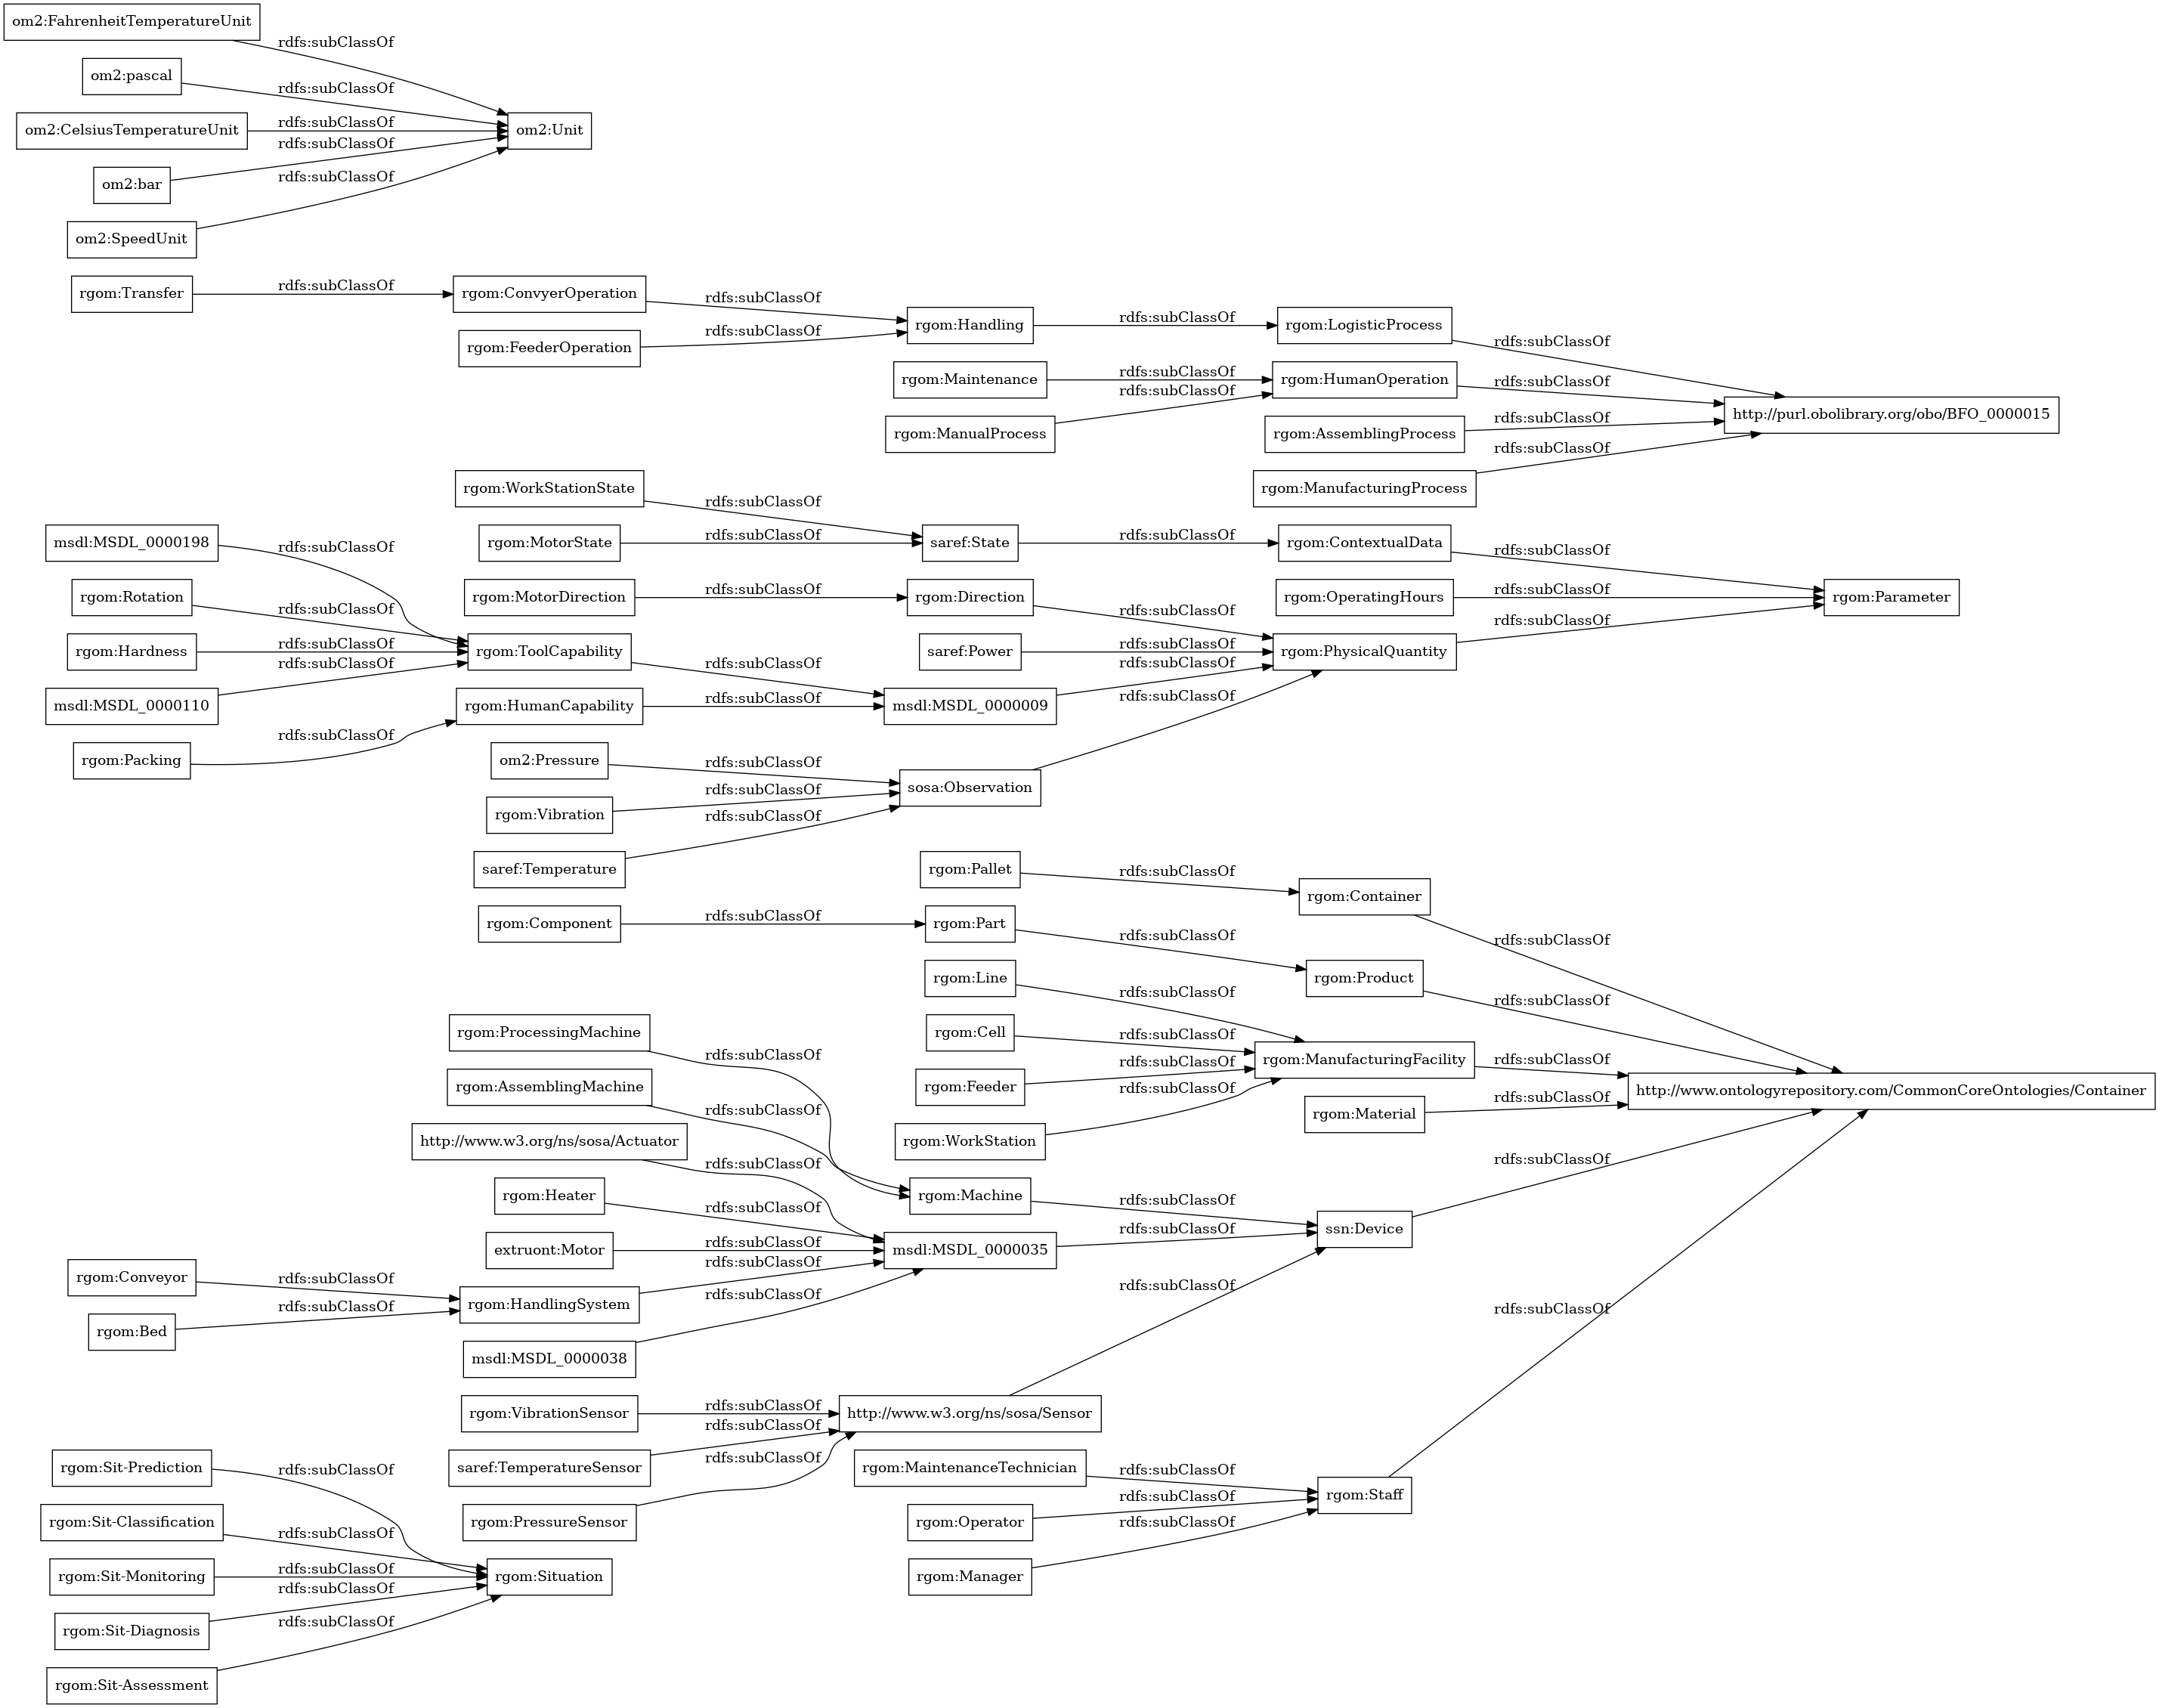 om2:FahrenheitTemperatureUnit
rdfs:subClassOf
om2:pascal
rdfs:subClassOf
om2:CelsiusTemperatureUnit
rdfs:subClassOf
om2:Unit
rdfs:subClassOf
om2:bar
rdfs:subClassOf
om2:SpeedUnit
rgom:Transfer
rdfs:subClassOf
rgom:ConvyerOperation
rdfs:subClassOf
rgom:FeederOperation
rdfs:subClassOf
rgom:Handling
rdfs:subClassOf
rgom:LogisticProcess
rdfs:subClassOf
rgom:Maintenance
rdfs:subClassOf
rgom:HumanOperation
rdfs:subClassOf
rgom:ManualProcess
rdfs:subClassOf
rgom:AssemblingProcess
rdfs:subClassOf
http://purl.obolibrary.org/obo/BFO_0000015
rgom:ManufacturingProcess
rdfs:subClassOf
rgom:WorkStationState
rdfs:subClassOf
rgom:MotorState
rdfs:subClassOf
saref:State
rdfs:subClassOf
rgom:ContextualData
rdfs:subClassOf
msdl:MSDL_0000198
rdfs:subClassOf
rgom:Rotation
rdfs:subClassOf
rgom:Hardness
rdfs:subClassOf
msdl:MSDL_0000110
rdfs:subClassOf
rgom:Packing
rdfs:subClassOf
rgom:MotorDirection
rdfs:subClassOf
rgom:Direction
rdfs:subClassOf
rgom:OperatingHours
rdfs:subClassOf
rgom:Parameter
rgom:ToolCapability
rdfs:subClassOf
saref:Power
rdfs:subClassOf
rgom:PhysicalQuantity
rdfs:subClassOf
rgom:HumanCapability
rdfs:subClassOf
msdl:MSDL_0000009
rdfs:subClassOf
om2:Pressure
rdfs:subClassOf
rgom:Vibration
rdfs:subClassOf
saref:Temperature
rdfs:subClassOf
sosa:Observation
rdfs:subClassOf
rgom:Pallet
rdfs:subClassOf
rgom:Container
rdfs:subClassOf
rgom:Component
rdfs:subClassOf
rgom:Part
rdfs:subClassOf
rgom:Product
rdfs:subClassOf
rgom:Line
rdfs:subClassOf
rgom:Cell
rdfs:subClassOf
rgom:Feeder
rdfs:subClassOf
rgom:WorkStation
rdfs:subClassOf
rgom:ManufacturingFacility
rdfs:subClassOf
rgom:Material
rdfs:subClassOf
http://www.ontologyrepository.com/CommonCoreOntologies/Container
rgom:ProcessingMachine
rdfs:subClassOf
rgom:AssemblingMachine
rdfs:subClassOf
http://www.w3.org/ns/sosa/Actuator
rdfs:subClassOf
rgom:Machine
rdfs:subClassOf
ssn:Device
rdfs:subClassOf
rgom:Heater
rdfs:subClassOf
extruont:Motor
rdfs:subClassOf
msdl:MSDL_0000035
rdfs:subClassOf
rgom:Conveyor
rdfs:subClassOf
rgom:Bed
rdfs:subClassOf
rgom:HandlingSystem
rdfs:subClassOf
msdl:MSDL_0000038
rdfs:subClassOf
rgom:VibrationSensor
rdfs:subClassOf
saref:TemperatureSensor
rdfs:subClassOf
rgom:PressureSensor
rdfs:subClassOf
http://www.w3.org/ns/sosa/Sensor
rdfs:subClassOf
rgom:MaintenanceTechnician
rdfs:subClassOf
rgom:Operator
rdfs:subClassOf
rgom:Manager
rdfs:subClassOf
rgom:Staff
rdfs:subClassOf
rgom:Sit-Prediction
rdfs:subClassOf
rgom:Sit-Classification
rdfs:subClassOf
rgom:Sit-Monitoring
rdfs:subClassOf
rgom:Situation
rgom:Sit-Diagnosis
rdfs:subClassOf
rgom:Sit-Assessment
rdfs:subClassOf